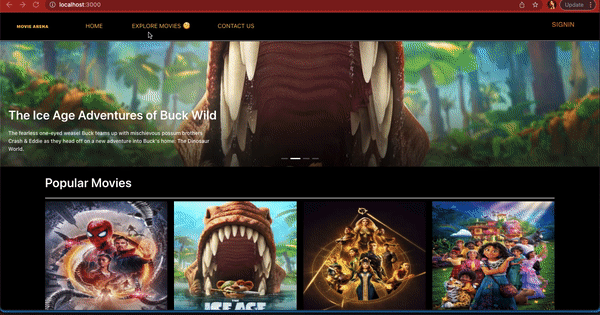 localhost:3000
Update
MOVIE ARENA
HOME
EXPLORE MOVIES 🤔
CONTACT US
SIGNIN
The Ice Age Adventures of Buck Wild
The fearless one-eyed weasel Buck teams up with mischievous possum brothers
Crash & Eddie as they head off on a new adventure into Buck's home: The Dinosaur
World.
Popular Movies
THE
ICE AGE